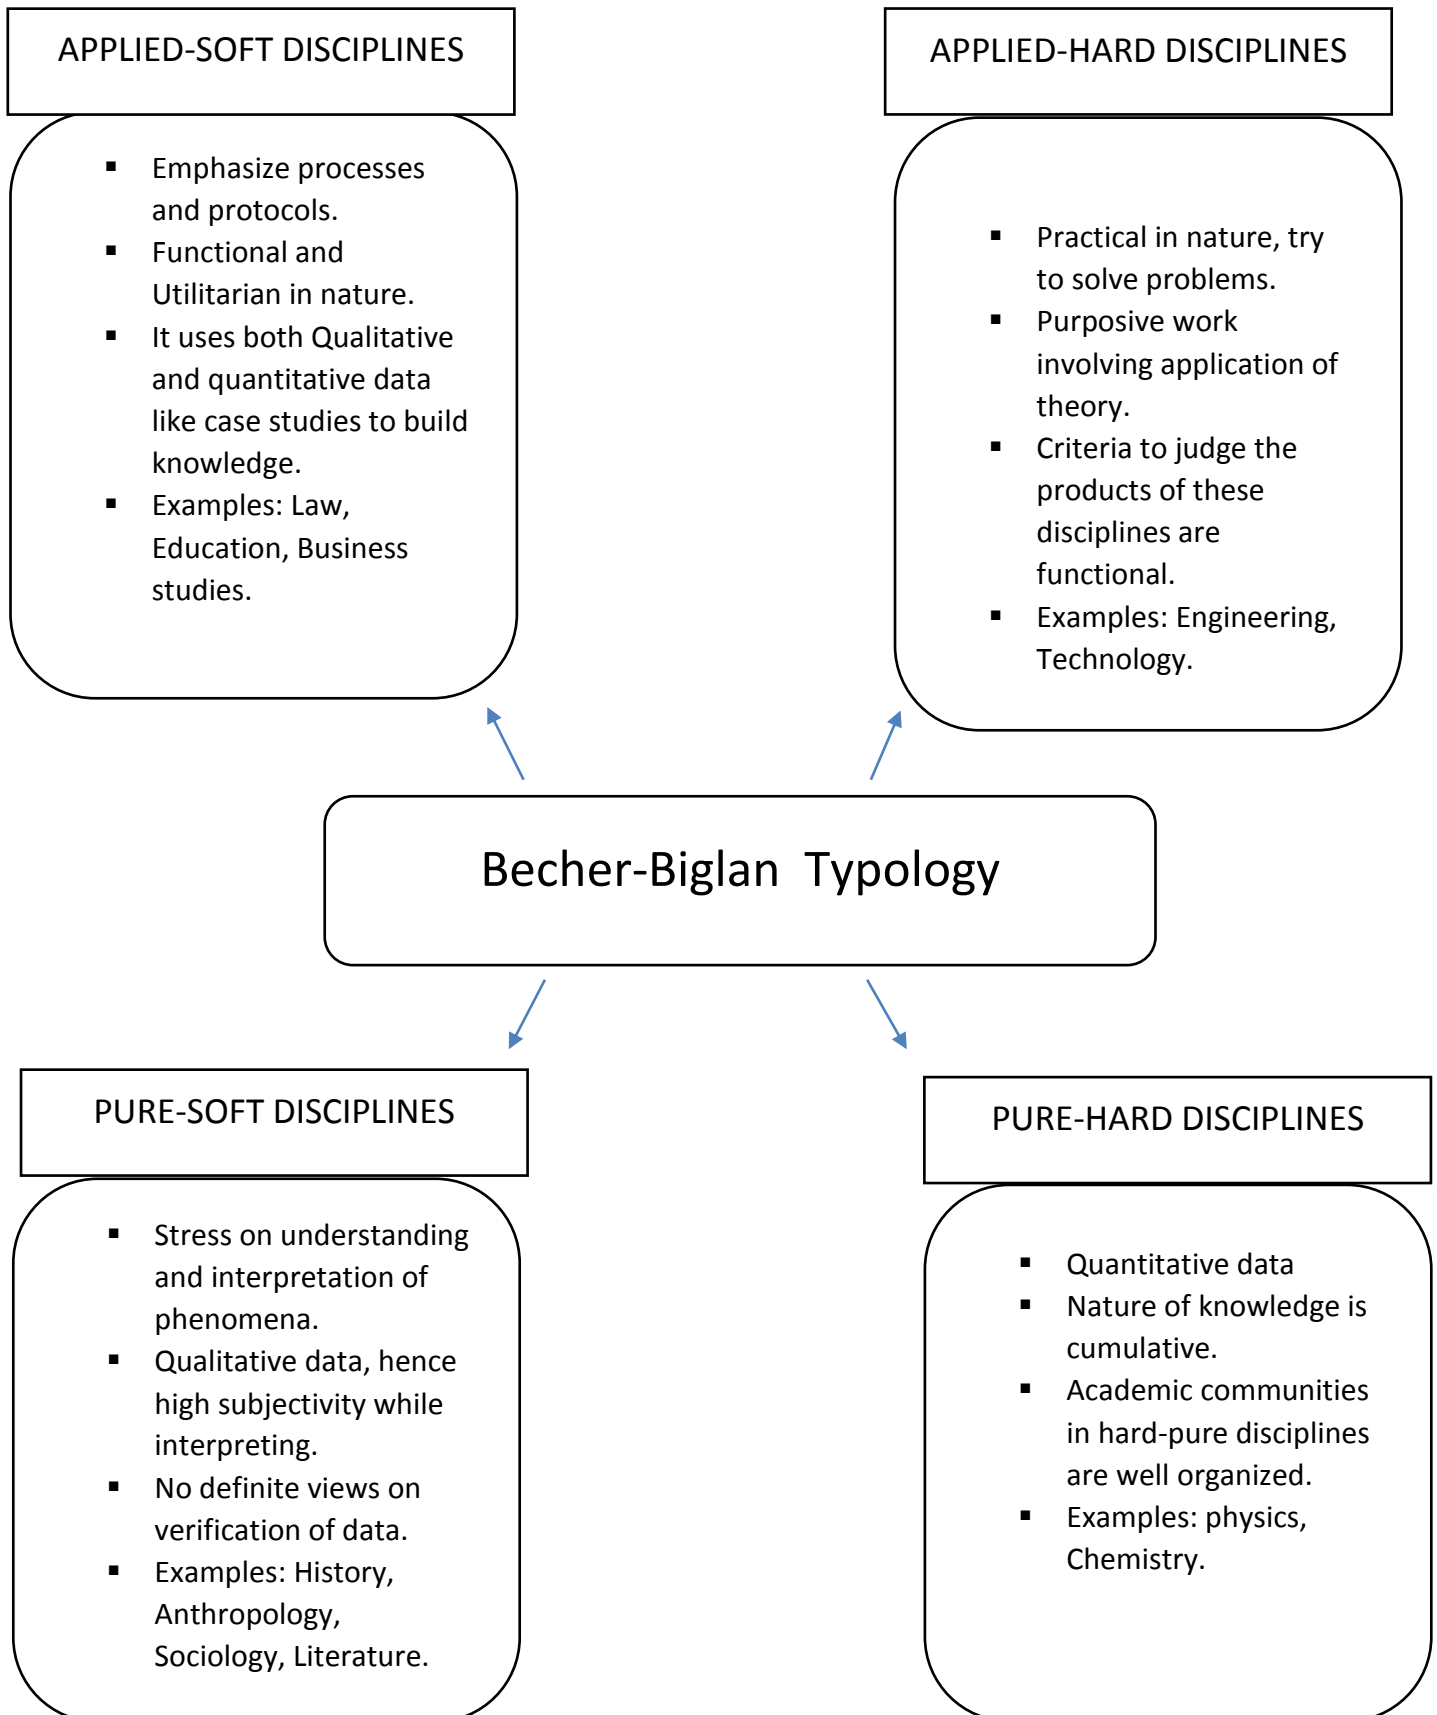 APPLIED-SOFT DISCIPLINES
▪ Emphasize processes
and protocols.
▪ Functional and
Utilitarian in nature.
▪ It uses both Qualitative
and quantitative data
like case studies to build
knowledge.
▪ Examples: Law,
Education, Business
studies.
APPLIED-HARD DISCIPLINES
▪ Practical in nature, try
to solve problems.
▪ Purposive work
involving application of
theory.
▪ Criteria to judge the
products of these
disciplines are
functional.
▪ Examples: Engineering,
Technology.
Becher-Biglan Typology
PURE-SOFT DISCIPLINES
▪ Stress on understanding
and interpretation of
phenomena.
▪ Qualitative data, hence
high subjectivity while
interpreting.
▪ No definite views on
verification of data.
▪ Examples: History,
Anthropology,
Sociology, Literature.
PURE-HARD DISCIPLINES
▪ Quantitative data
▪ Nature of knowledge is
cumulative.
▪ Academic communities
in hard-pure disciplines
are well organized.
▪ Examples: physics,
Chemistry.